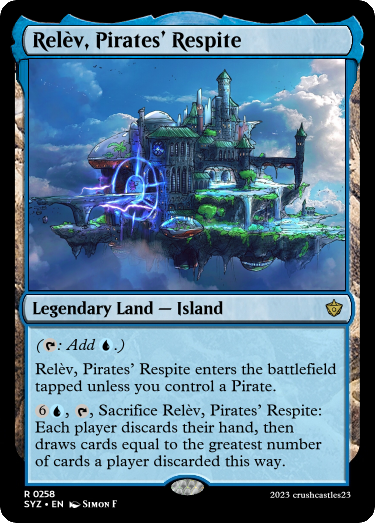 Relèv, Pirates' Respite
Legendary Land — Island
(T: Add U.)
Relèv, Pirates' Respite enters the battlefield
tapped unless you control a Pirate.
6 U, T, Sacrifice Relèv, Pirates' Respite:
Each player discards their hand, then
draws cards equal to the greatest number
of cards a player discarded this way.
R 0258
SYZ • EN Simon F
2023 crushcastles23